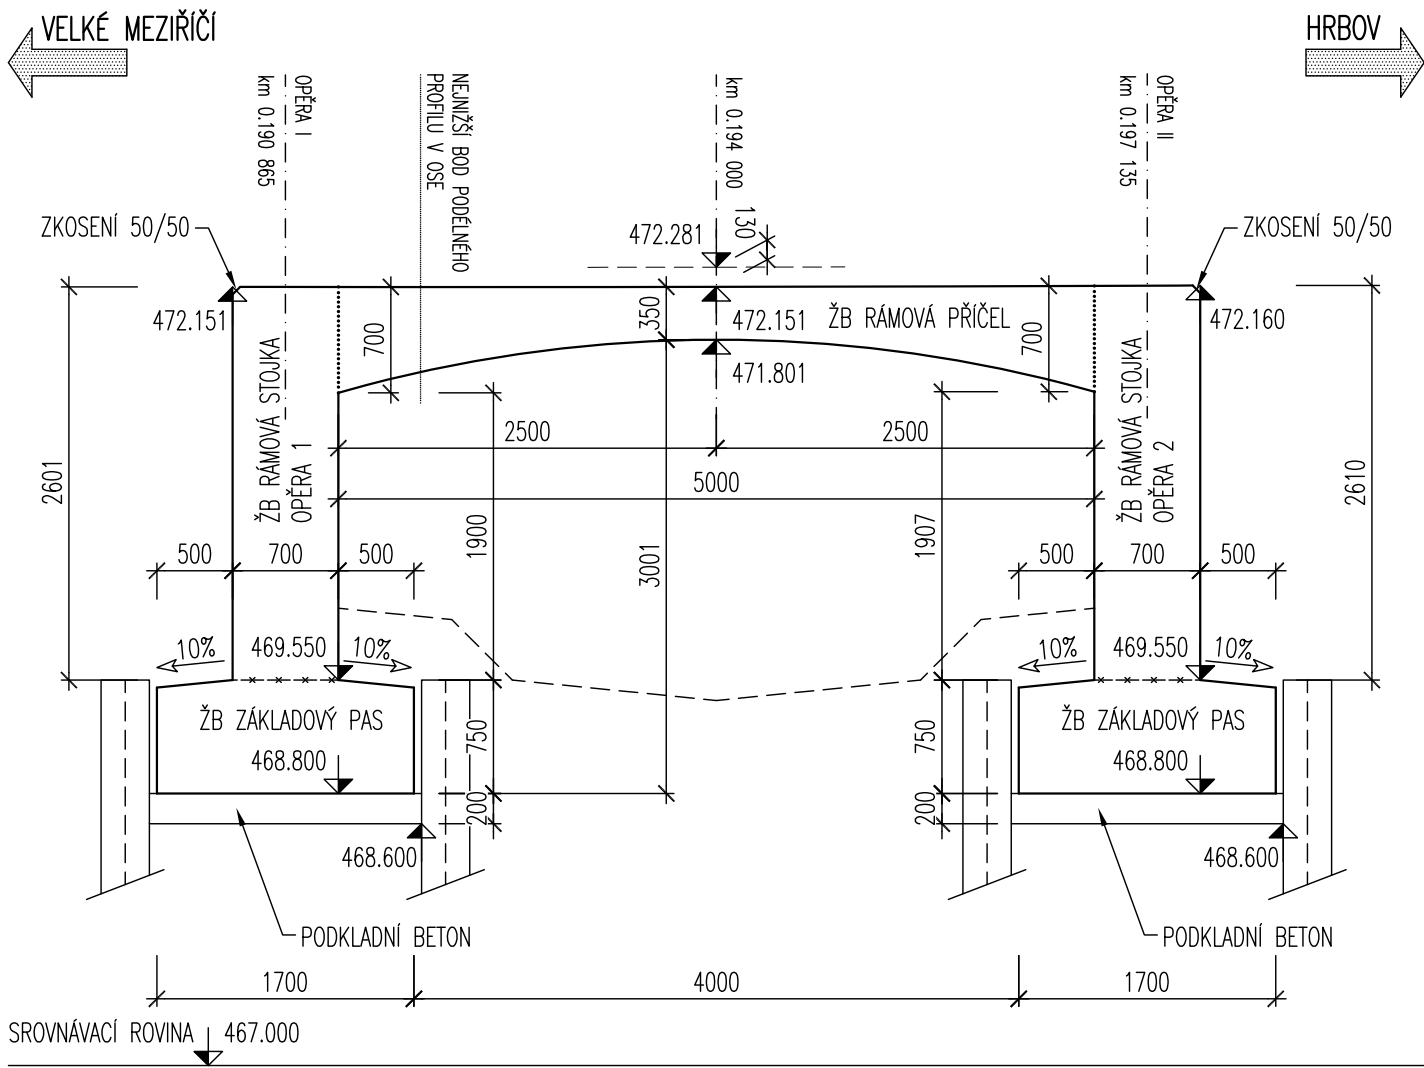 VELKÉ MEZIŘÍČÍ
HRBOV
OPĚRA I
km 0.190 865
NEJNIŽŠÍ BOD PODÉLNÉHO
PROFILU V OSE
km 0.194 000
OPĚRA II
km 0.197 135
ZKOSENÍ 50/50
472.281
130
ZKOSENÍ 50/50
472.151
700
350
472.151
ŽB RÁMOVÁ PŘÍČEL
700
472.160
471.801
ŽB RÁMOVÁ STOJKA
OPĚRA 1
ŽB RÁMOVÁ STOJKA
OPĚRA 2
2500
2500
2601
5000
2610
1900
3001
1907
500
700
500
500
700
500
10%
469.550
10%
10%
469.550
10%
ŽB ZÁKLADOVÝ PAS
750
750
ŽB ZÁKLADOVÝ PAS
468.800
468.800
200
200
468.600
468.600
PODKLADNÍ BETON
PODKLADNÍ BETON
1700
4000
1700
SROVNÁVACÍ ROVINA
467.000